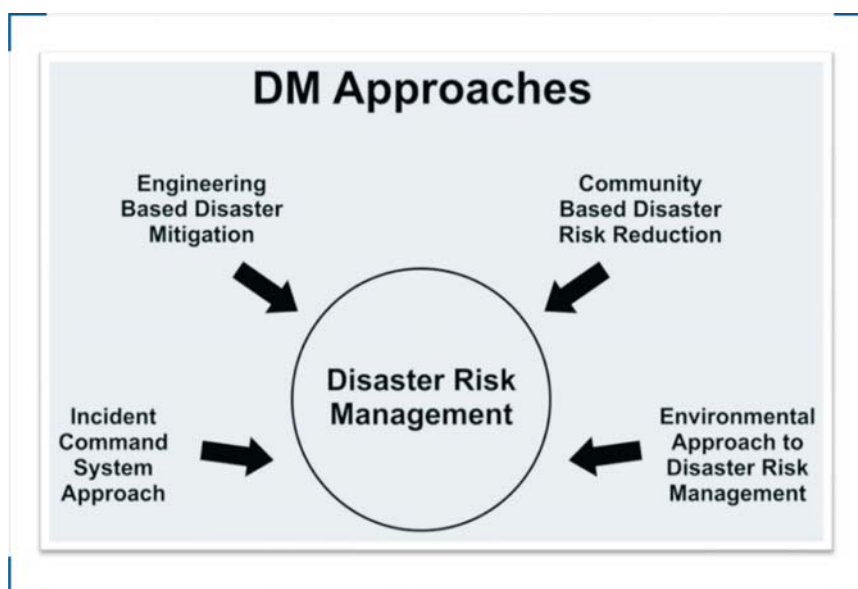 DM Approaches
Engineering
Based Disaster
Mitigation
Community
Based Disaster
Risk Reduction
Disaster Risk
Management
Incident
Command
System
Approach
Environmental
Approach to
Disaster Risk
Management